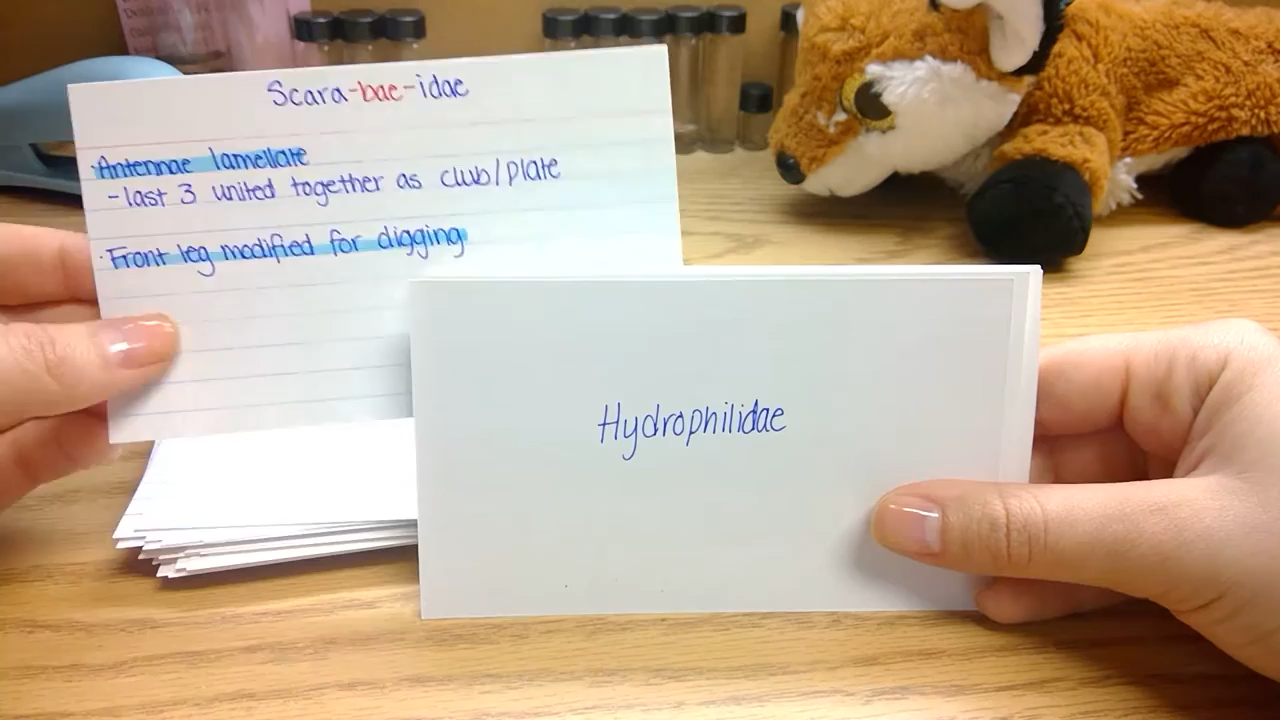 Scara-bae-idae
·Antennae lamellate
-last 3 united together as club/plate
·Front leg modified for digging
Hydrophilidae